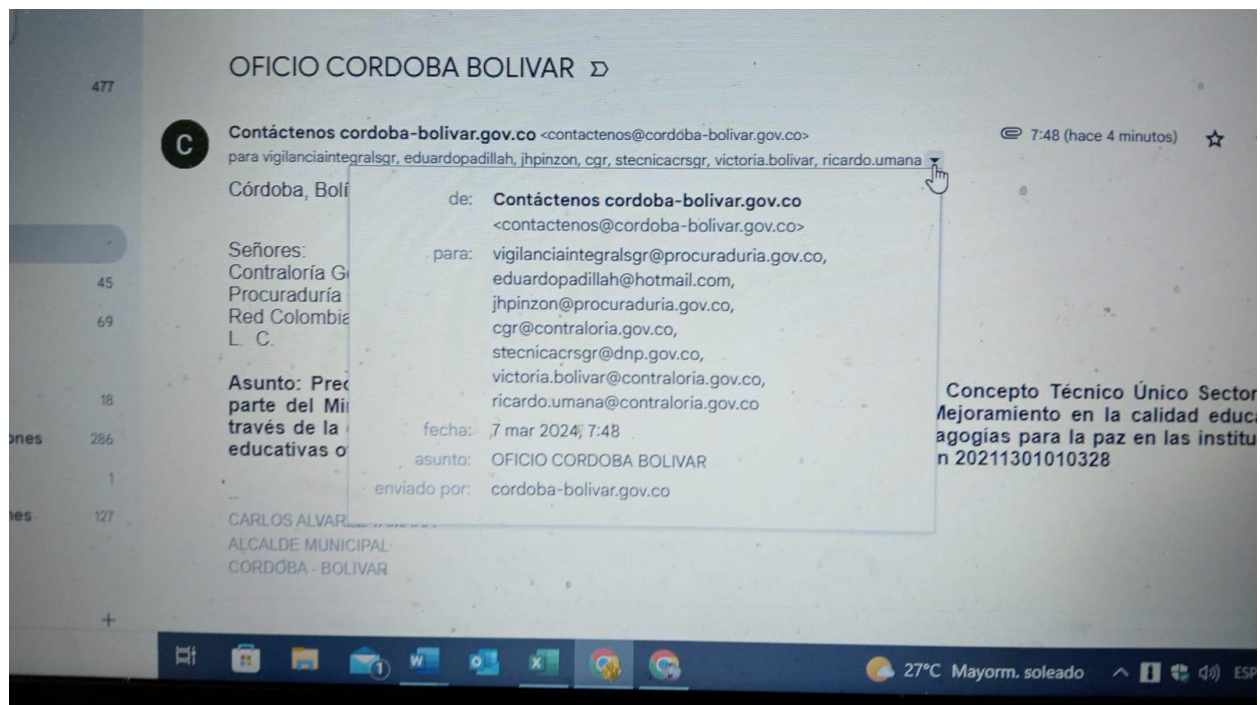 OFICIO CORDOBA BOLIVAR
477
C
Contáctenos cordoba-bolivar.gov.co <contactenos@cordoba-bolivar.gov.co>
7:48 (hace 4 minutos)
para vigilanciaintegralsgr, eduardopadillah, jhpinzon, cgr, stecnicacrsgr, victoria.bolivar, ricardo.umana
Córdoba, Bolí
de: Contáctenos cordoba-bolivar.gov.co
<contactenos@cordoba-bolivar.gov.co>
Señores:
para: vigilanciaintegralsgr@procuraduria.gov.co,
Contraloría G
45
eduardopadillah@hotmail.com,
Procuraduría
jhpinzon@procuraduria.gov.co,
Red Colombia
69
cgr@contraloria.gov.co,
L. C.
stecnicacrsgr@dnp.gov.co,
Asunto: Pred
victoria.bolivar@contraloria.gov.co,
Concepto Técnico Único Sector
18
parte del Mi
ricardo.umana@contraloria.gov.co
Mejoramiento en la calidad educa
través de la
fecha: 7 mar 2024, 7:48
agogías para la paz en las institu
ones 286
educativas o
asunto: OFICIO CORDOBA BOLIVAR
n 20211301010328
1
enviado por: cordoba-bolivar.gov.co
--
nes 127
CARLOS ALVAR
ALCALDE MUNICIPAL
CORDOBA - BOLIVAR
+
1
27°C Mayorm. soleado
ESP